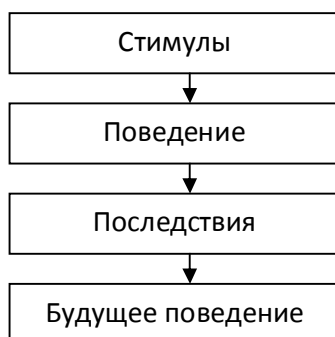 Стимулы
Поведение
Последствия
Будущее поведение